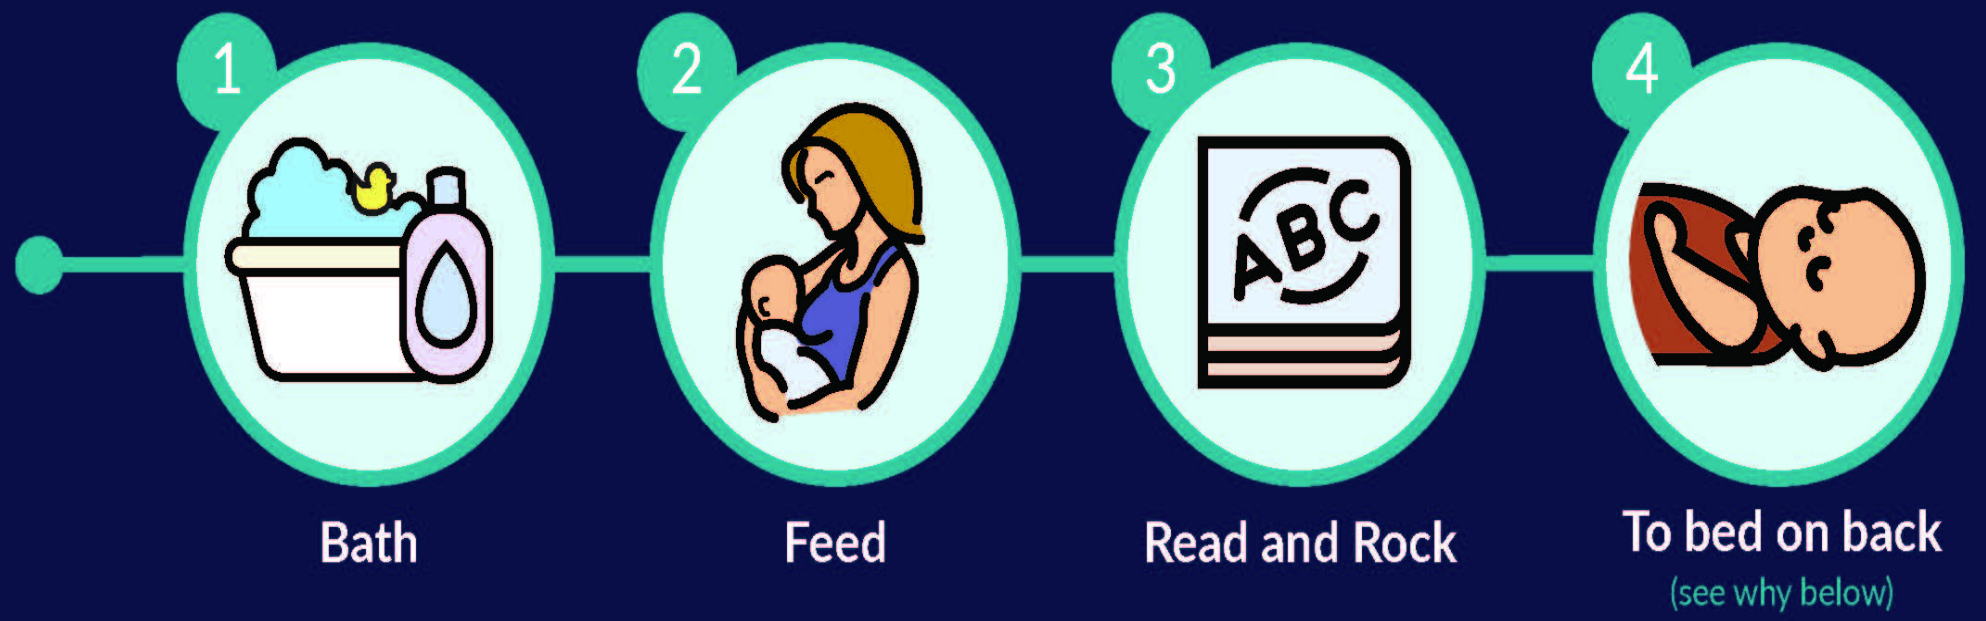 1
2
3
4
ABC
Bath
Feed
Read and Rock
To bed on back
(see why below)